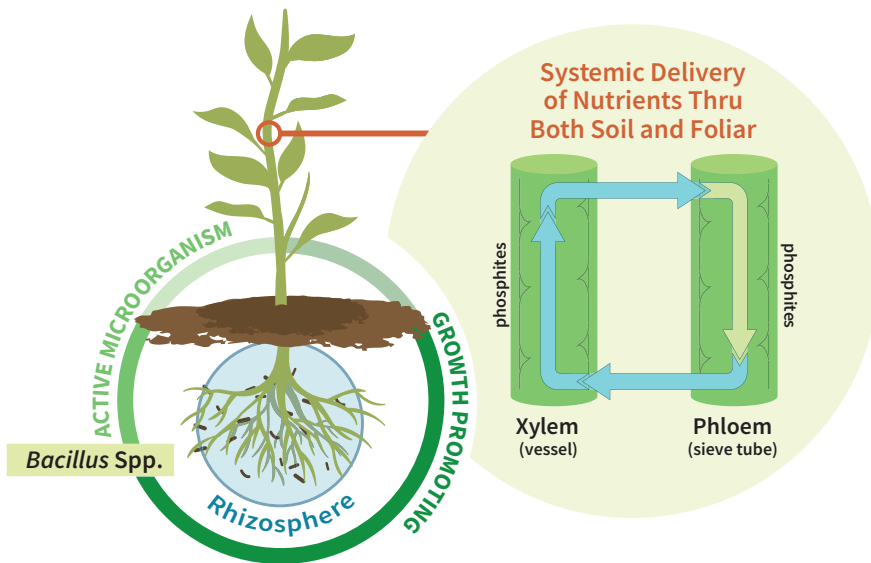 Systemic Delivery
of Nutrients Thru
Both Soil and Foliar
phosphites
phosphites
Xylem
(vessel)
Phloem
(sieve tube)
ACTIVE MICROORGANISM
GROWTH PROMOTING
Bacillus Spp.
Rhizosphere